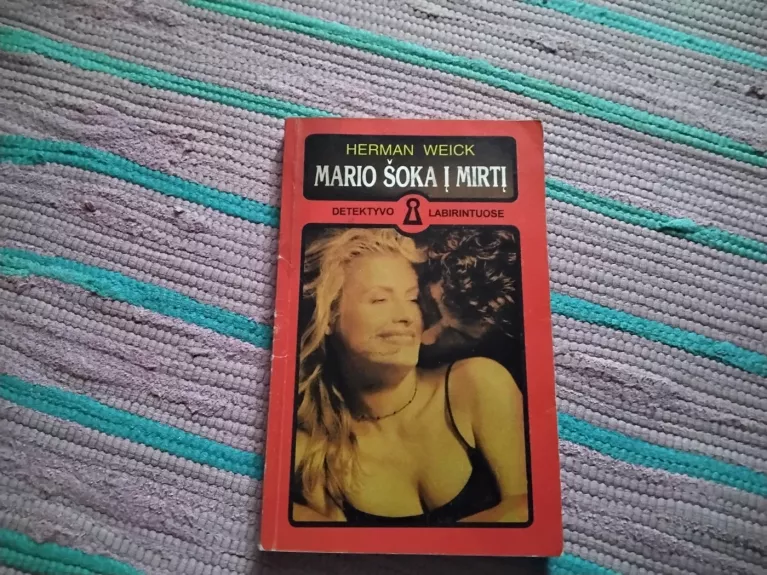 HERMAN WEICK
MARIO ŠOKA Į MIRTĮ
DETEKTYVO LABIRINTUOSE